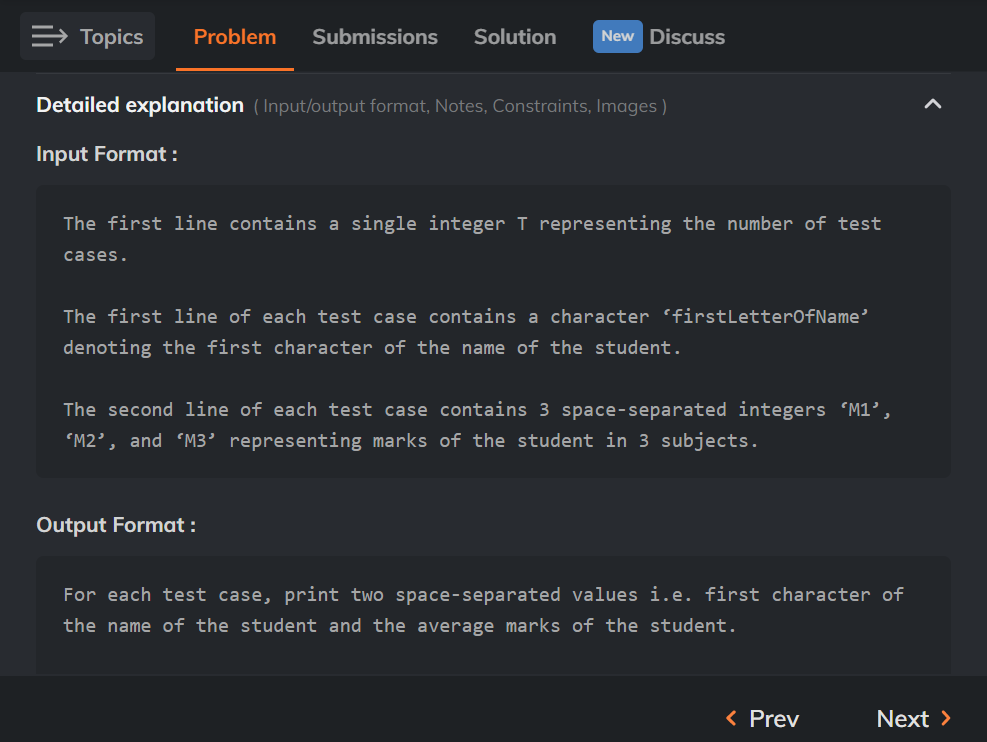 Topics Problem Submissions Solution New Discuss
Detailed explanation ( Input/output format, Notes, Constraints, Images )
Input Format :
The first line contains a single integer T representing the number of test
cases.
The first line of each test case contains a character ‘firstLetterOfName’
denoting the first character of the name of the student.
The second line of each test case contains 3 space-separated integers ‘M1’,
‘M2’, and ‘M3’ representing marks of the student in 3 subjects.
Output Format :
For each test case, print two space-separated values i.e. first character of
the name of the student and the average marks of the student.
Prev Next